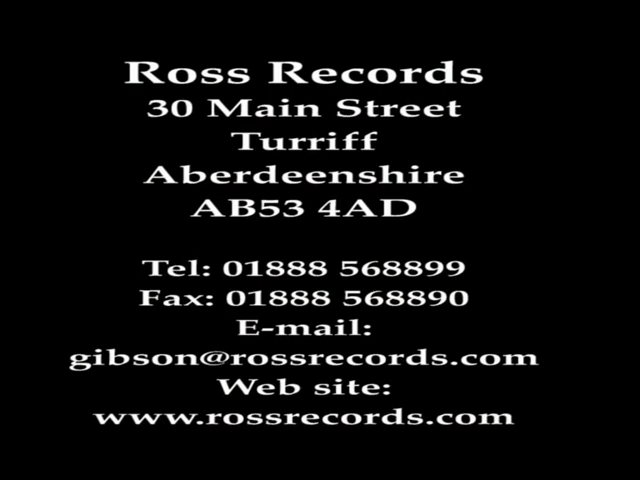 Ross Records
30 Main Street
Turriff
Aberdeenshire
AB53 4AD
Tel: 01888 568899
Fax: 01888 568890
E-mail:
gibson@rossrecords.com
Web site:
www.rossrecords.com